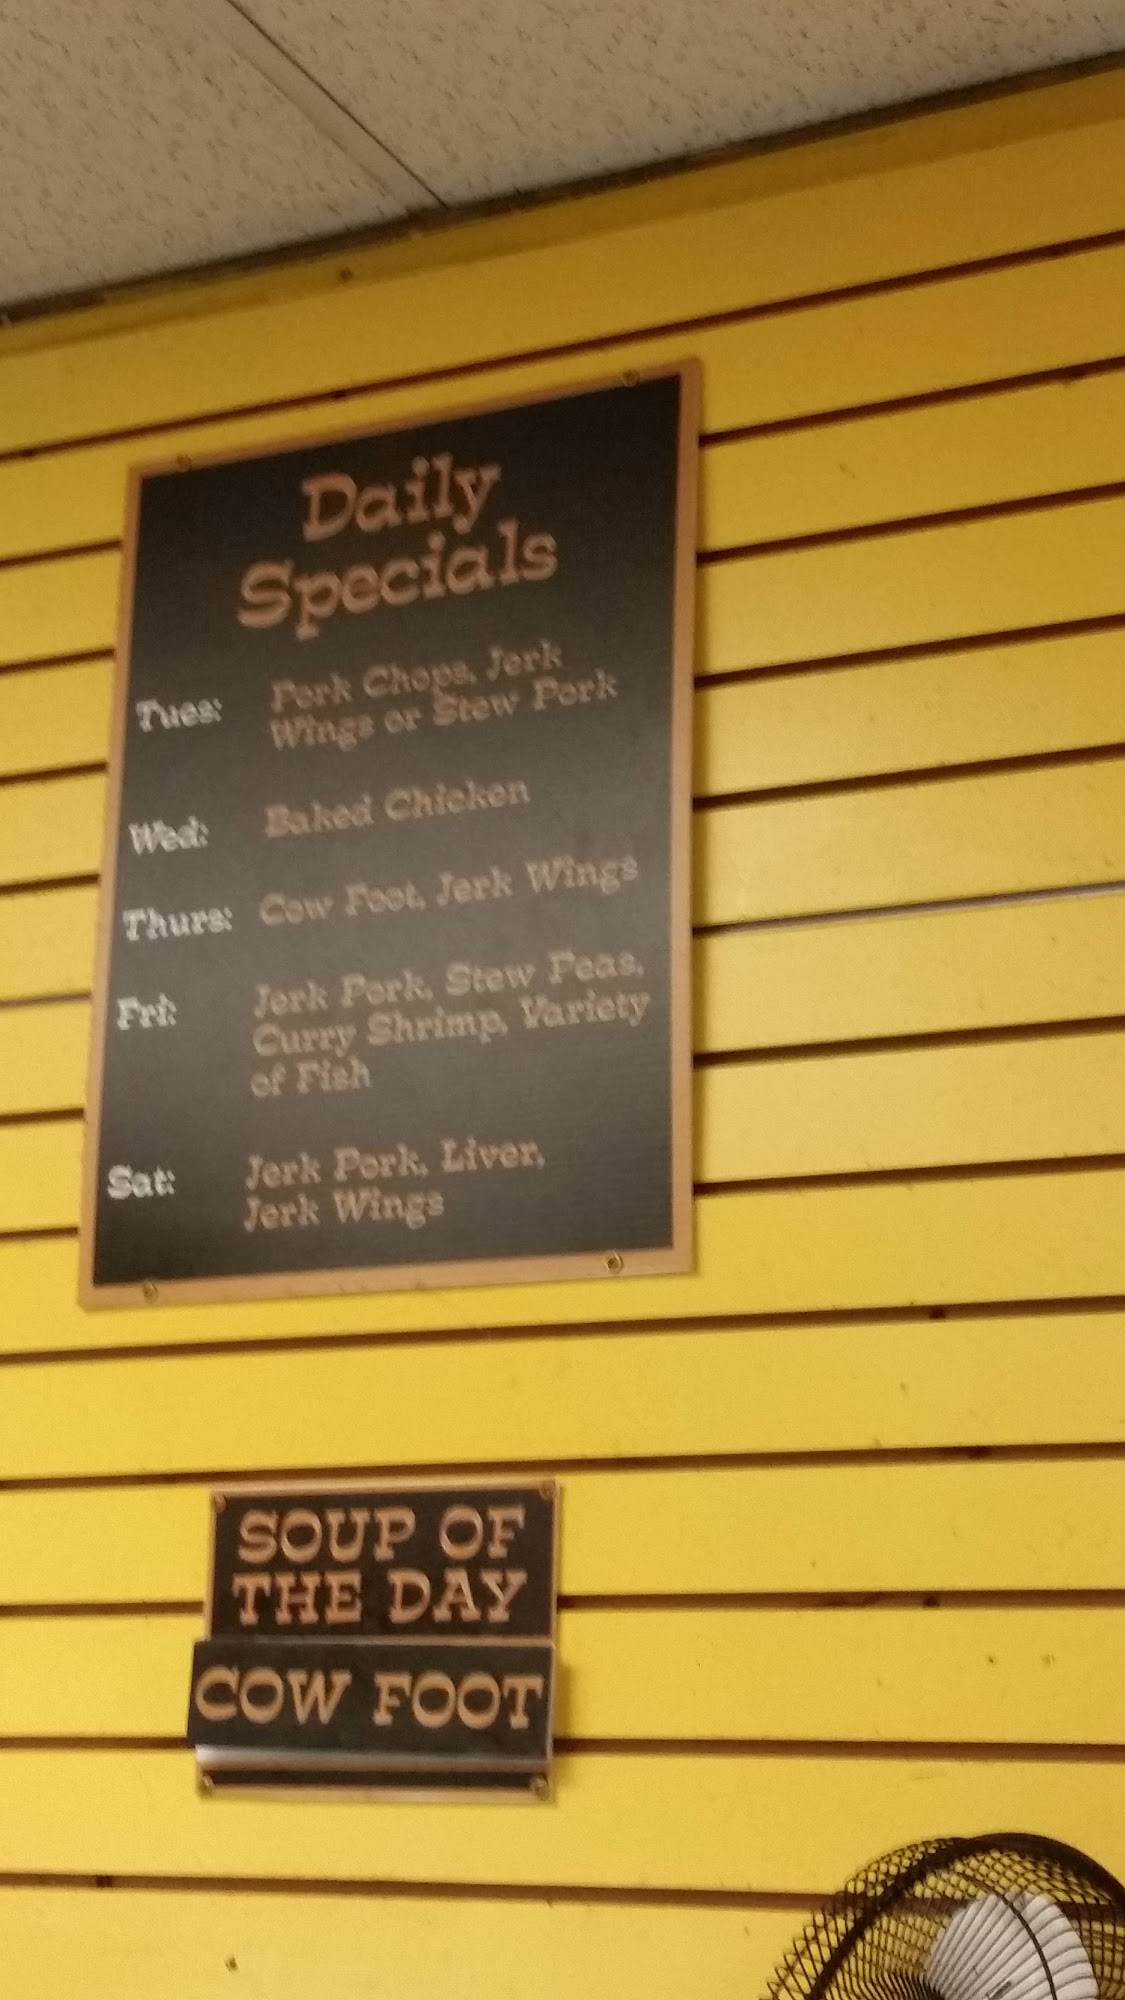 Daily
Specials
Tues: Pork Chops, Jerk
Wings or Stew Pork
Wed: Baked Chicken
Thurs: Cow Foot, Jerk Wings
Fri: Jerk Pork, Stew Peas,
Curry Shrimp, Variety
of Fish
Sat: Jerk Pork, Liver,
Jerk Wings
SOUP OF
THE DAY
COW FOOT